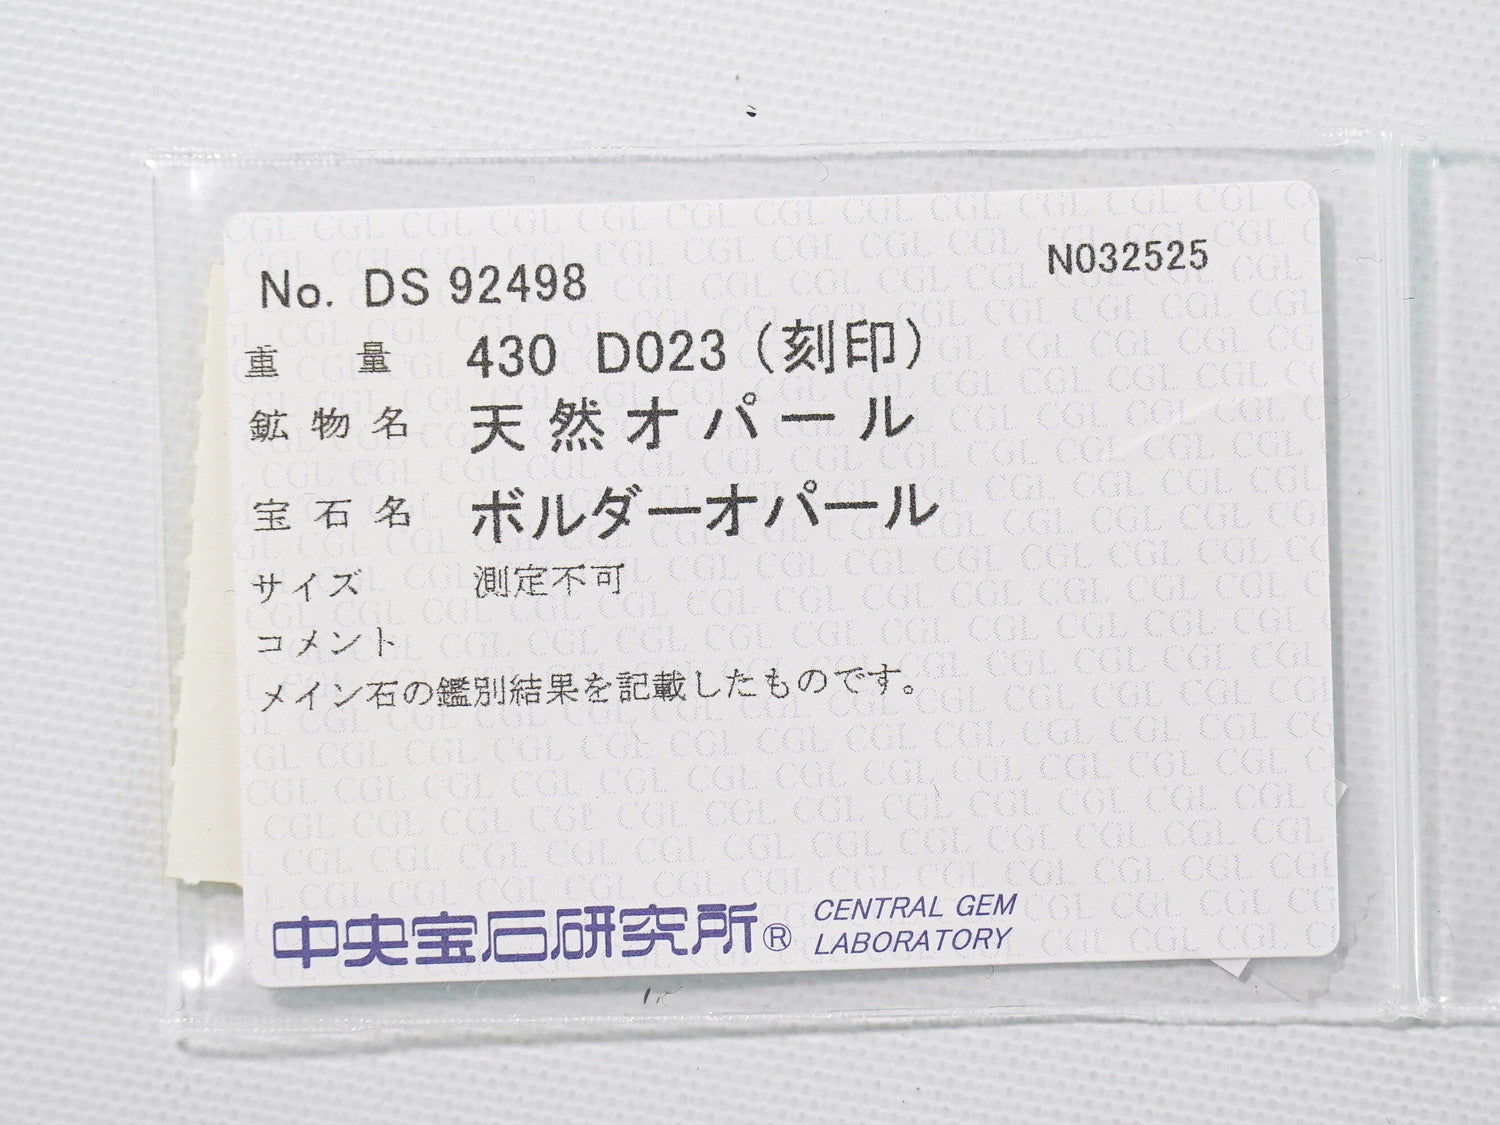 No. DS 92498
N032525
重量 430 D023（刻印）
鉱物名 天然オパール
宝石名 ボルダーオパール
サイズ 測定不可
コメント
メイン石の鑑別結果を記載したものです。
中央宝石研究所® CENTRAL GEM
LABORATORY